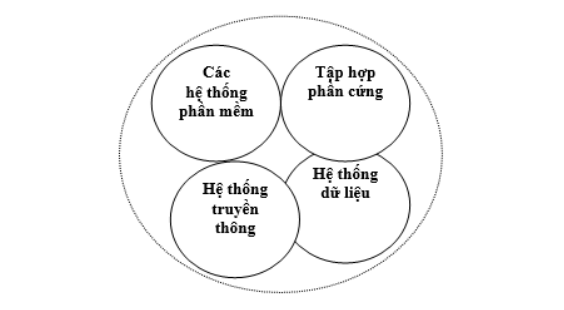 Các
hệ thống
phần mềm
Tập hợp
phần cứng
Hệ thống
truyền
thông
Hệ thống
dữ liệu